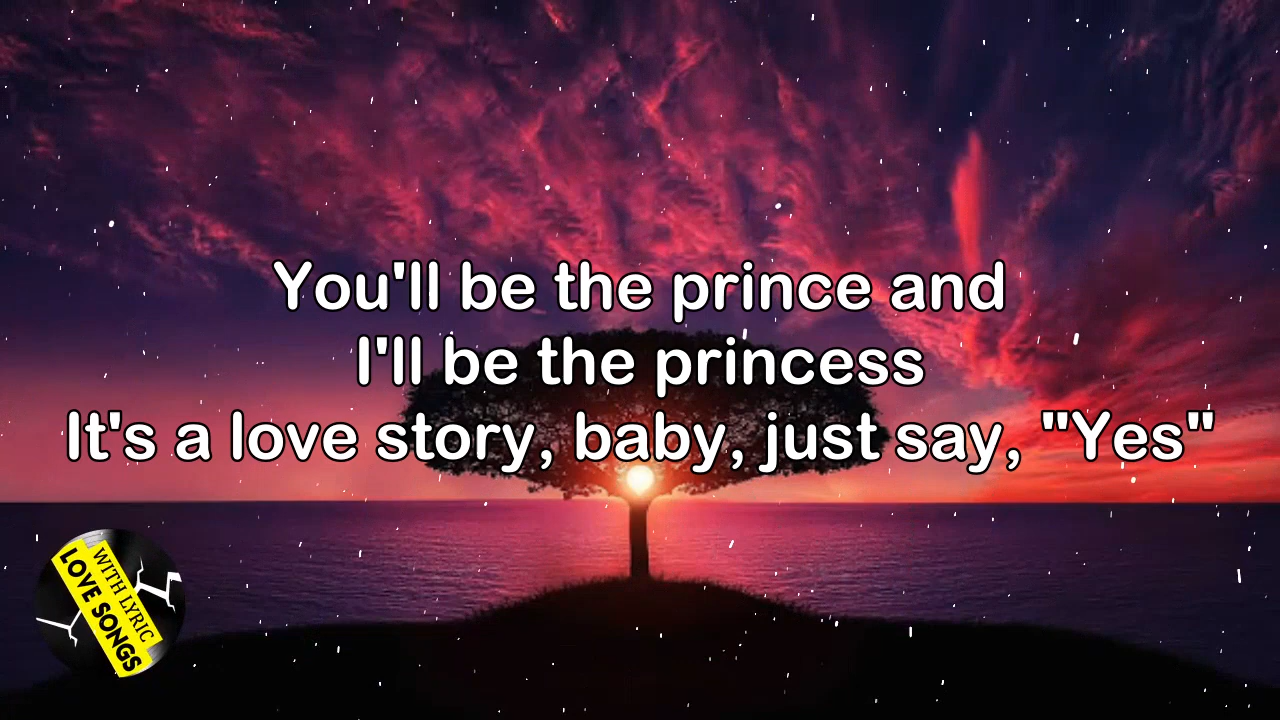 You'll be the prince and
I'll be the princess
It's a love story, baby, just say, "Yes"
WITH LYRIC
LOVE SONGS